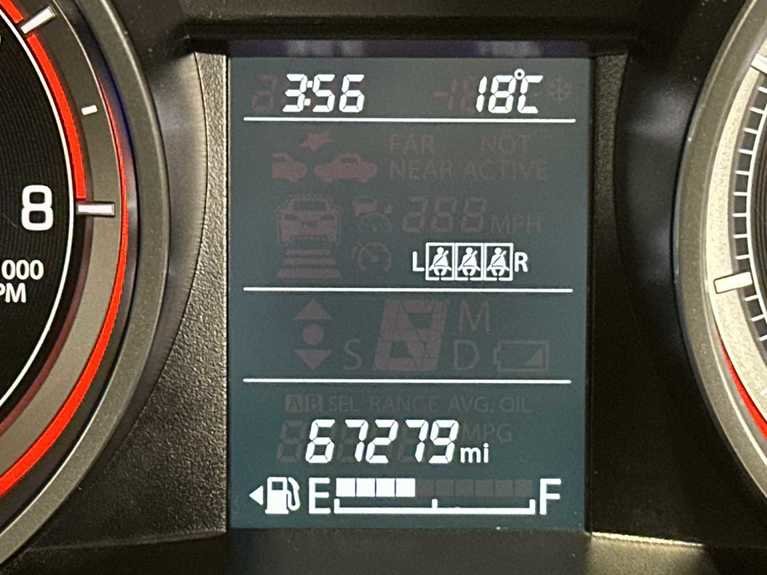 3:56 18°C
FAR NOT
NEAR ACTIVE
MPH
8
L R
000
PM
M
S D
A B SEL RANGE AVG. OIL
MPG
67279 mi
E F